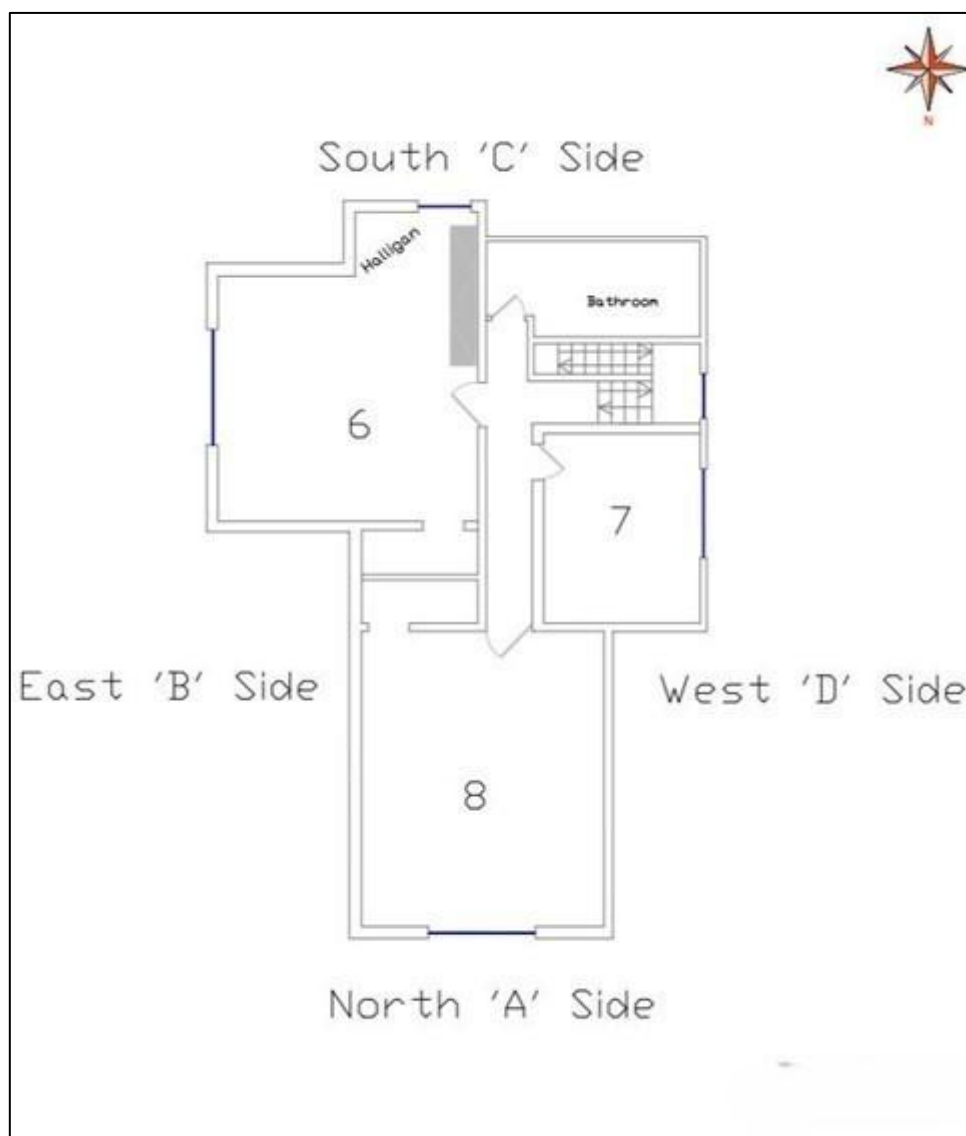 N
South 'C' Side
Halligan
Bathroom
6
7
East 'B' Side
West 'D' Side
8
North 'A' Side